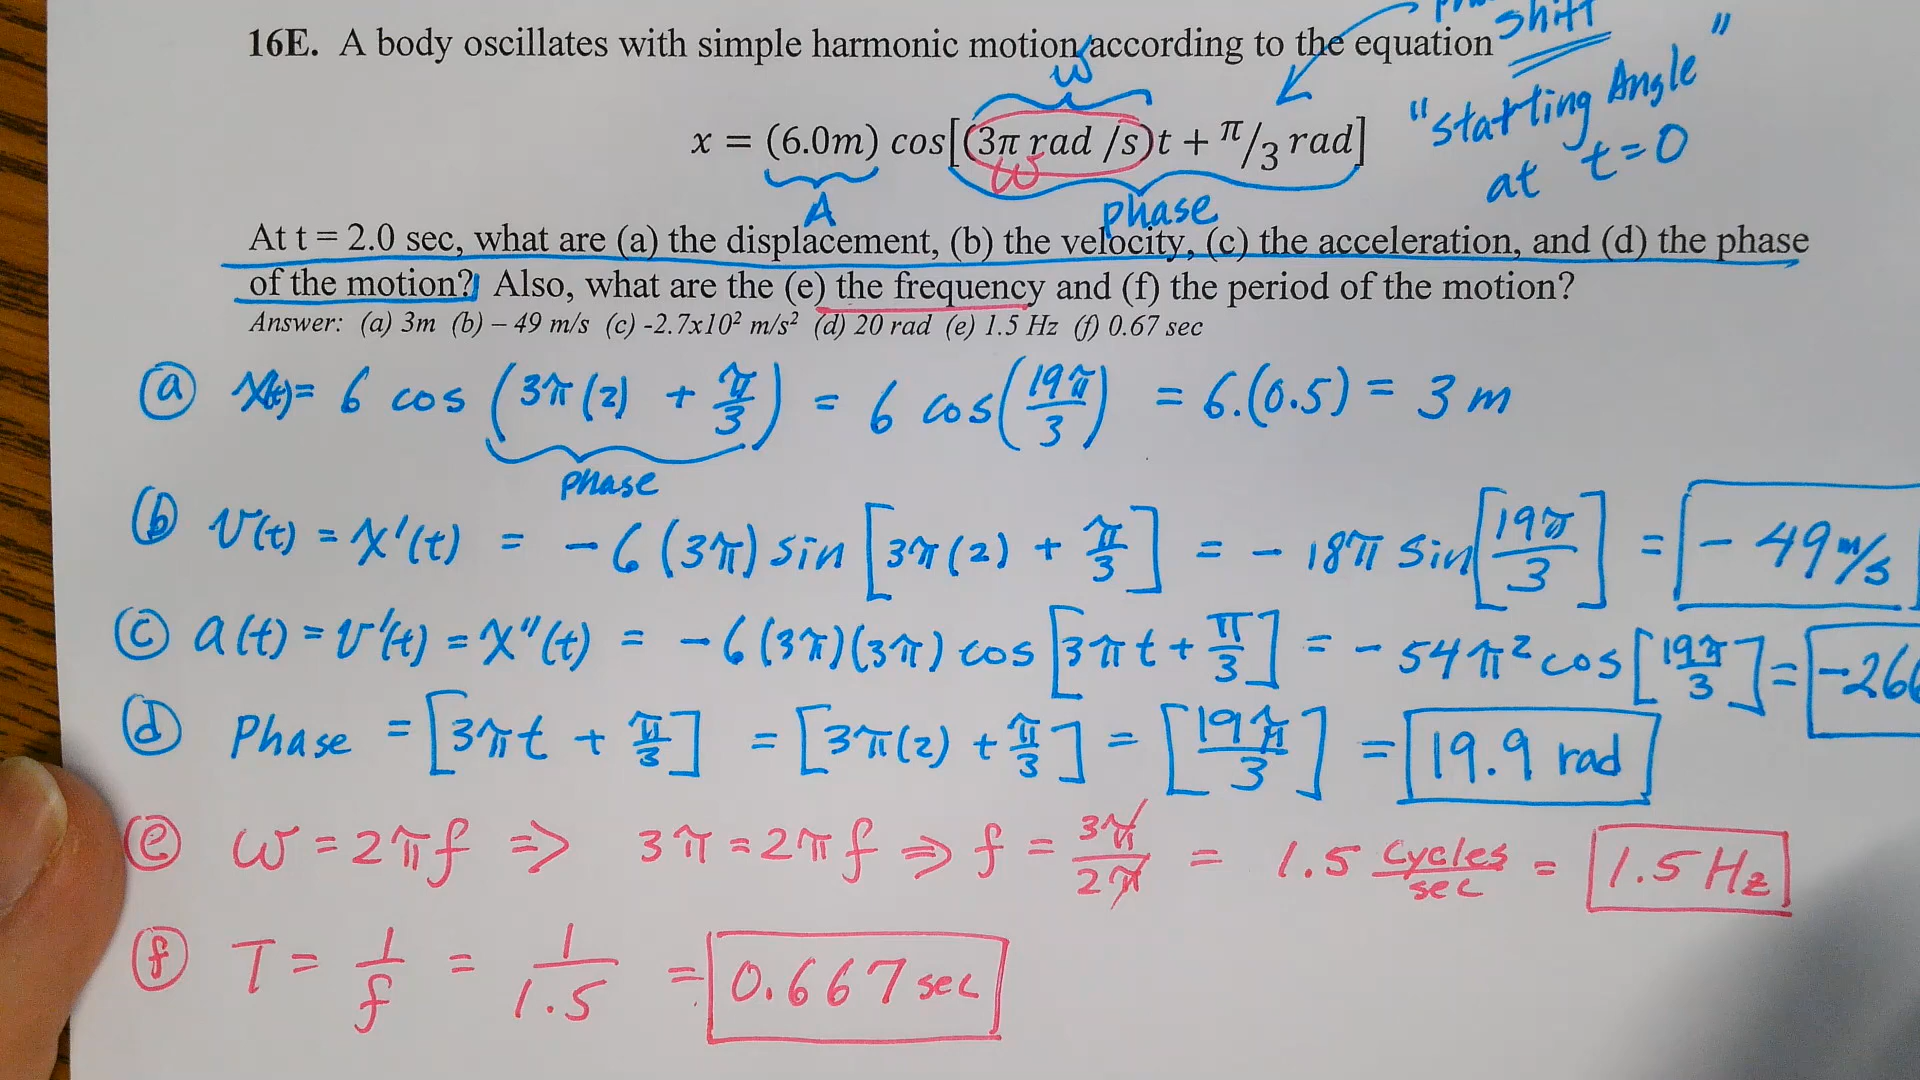 shift
16E. A body oscillates with simple harmonic motion according to the equation
"starting Angle"
at t=0
ω
x = (6.0m) cos[(3π rad /s)t + π/3 rad]
ω
A
phase
At t = 2.0 sec, what are (a) the displacement, (b) the velocity, (c) the acceleration, and (d) the phase
of the motion? Also, what are the (e) the frequency and (f) the period of the motion?
Answer: (a) 3m (b) – 49 m/s (c) -2.7x10² m/s² (d) 20 rad (e) 1.5 Hz (f) 0.67 sec
(a) x(t)= 6 cos (3π(2) + π/3) = 6 cos(19π/3) = 6.(0.5) = 3 m
phase
(b) v(t) = x'(t) = -6(3π) sin [3π(2) + π/3] = - 18π sin[19π/3] = - 49 m/s
(c) a(t) = v'(t) = x"(t) = -6(3π)(3π) cos [3πt + π/3] = - 54π² cos[19π/3] = -266
(d) Phase = [3πt + π/3] = [3π(2) + π/3] = [19π/3] = 19.9 rad
(e) ω = 2πf => 3π = 2πf => f = 3π/2π = 1.5 cycles/sec = 1.5 Hz
(f) T = 1/f = 1/1.5 = 0.667 sec